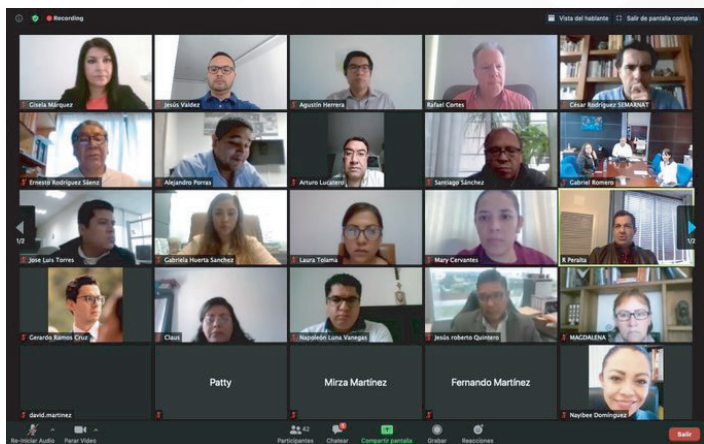 Recording
Vista del hablante
Salir de pantalla completa
Gisela Márquez
Jesús Valdez
Agustín Herrera
Rafael Cortes
César Rodríguez SEMARNAT
Ernesto Rodríguez Sáenz
Alejandro Porras
Arturo Lucatero
Santiago Sánchez
Gabriel Romero
1/2
1/2
Jose Luis Torres
Gabriela Huerta Sanchez
Laura Tolama
Mary Cervantes
R Peralta
Gerardo Ramos Cruz
Claus
Napoleón Luna Vanegas
Jesús roberto Quintero
MAGDALENA
Patty
Mirza Martínez
Fernando Martínez
david.martinez
Nayibee Domínguez
Re-Iniciar Audio
Parar Video
42
Participantes
Chatear
Compartir pantalla
Grabar
Reacciones
Salir